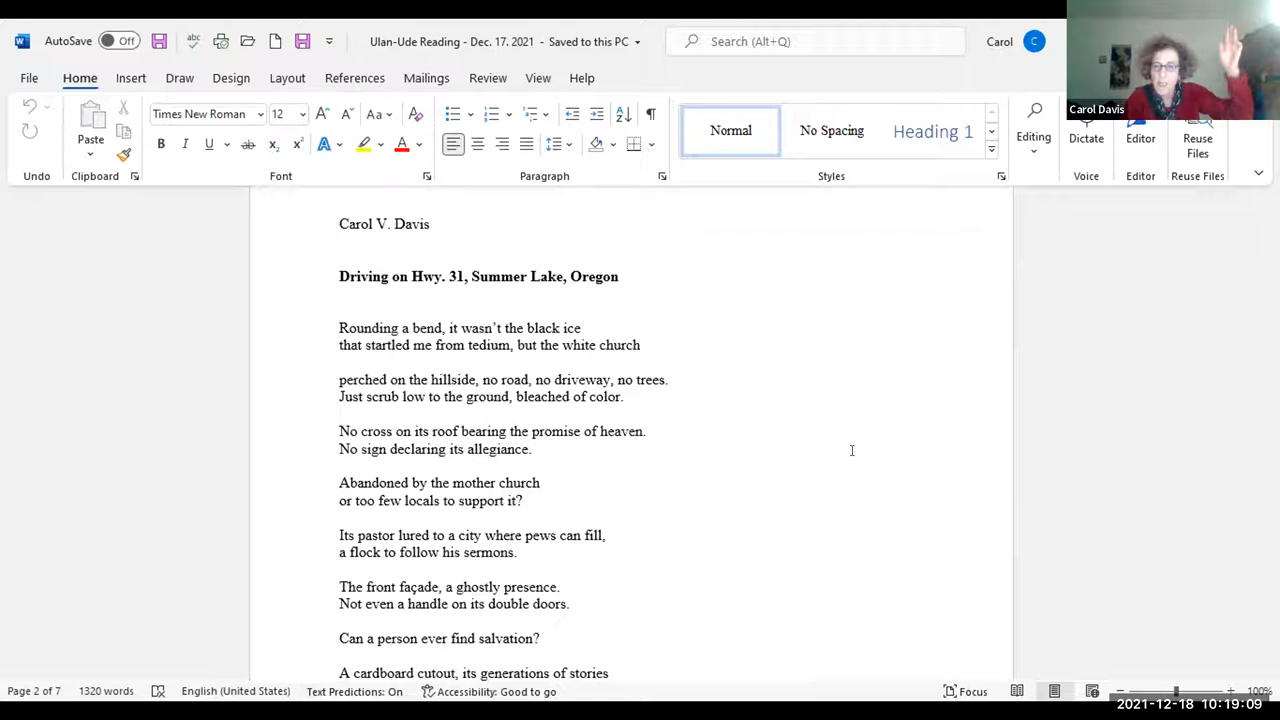 AutoSave Off
Ulan-Ude Reading - Dec. 17, 2021 - Saved to this PC
Search (Alt+Q)
Carol C
Carol Davis
File Home Insert Draw Design Layout References Mailings Review View Help
Times New Roman 12
Paste
Normal No Spacing Heading 1
Editing
Dictate
Editor
Reuse Files
Undo Clipboard Font Paragraph Styles Voice Editor Reuse Files
Carol V. Davis
Driving on Hwy. 31, Summer Lake, Oregon
Rounding a bend, it wasn’t the black ice
that startled me from tedium, but the white church
perched on the hillside, no road, no driveway, no trees.
Just scrub low to the ground, bleached of color.
No cross on its roof bearing the promise of heaven.
No sign declaring its allegiance.
Abandoned by the mother church
or too few locals to support it?
Its pastor lured to a city where pews can fill,
a flock to follow his sermons.
The front façade, a ghostly presence.
Not even a handle on its double doors.
Can a person ever find salvation?
A cardboard cutout, its generations of stories
Page 2 of 7 1320 words English (United States) Text Predictions: On Accessibility: Good to go Focus 100%
2021-12-18 10:19:09